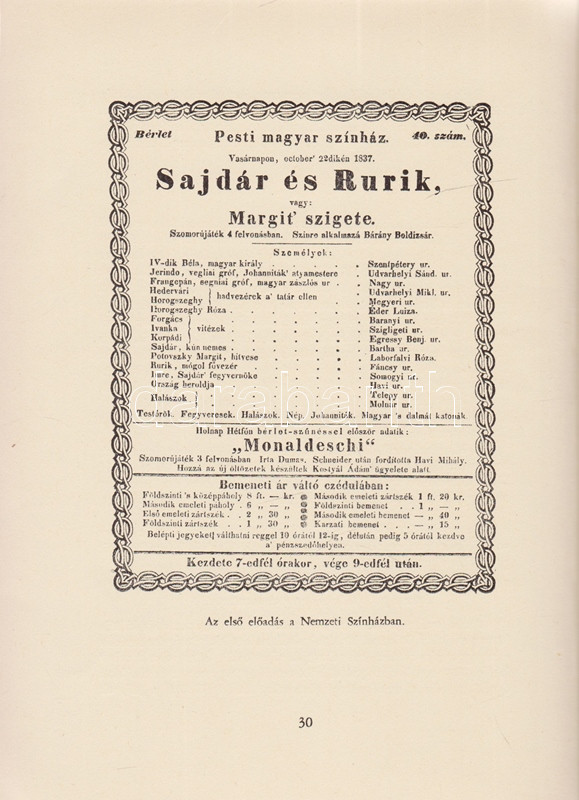 Bérlet Pesti magyar színház. 40. szám.
Vasárnapon, october' 22dikén 1837.
Sajdár és Rurik,
vagy:
Margit' szigete.
Szomorújáték 4 felvonásban. Színre alkalmazá Bárány Boldizsár.
Személyek:
IV-dik Béla, magyar király . . . . . . Szentpétery ur.
Jerindo, vegliai gróf, Johanniták' atyamestere . Udvarhelyi Sánd. ur.
Frangepán, segniai gróf, magyar zászlós ur . . Nagy ur.
Hedervári } hadvezérek a' tatár ellen . Udvarhelyi Mikl. ur.
Horogszeghy . Megyeri ur.
Horogszeghy Róza . . . . . . . Éder Luiza.
Forgács } . . . . . . Baranyi ur.
Ivanka } vitézek . . . . . . Szigligeti ur.
Korpádi } . . . . . . Egressy Benj. ur.
Sajdár, kún nemes . . . . . . . Bartha ur.
Potovszky Margit, hitvese . . . . . Laborfalvi Róza.
Rurik, mógol fővezér . . . . . . Fáncsy ur.
Imre, Sajdár' fegyvernöke . . . . . Somogyi ur.
Ország heroldja . . . . . . . Havi ur.
Halászok . . . . . . . Telepy ur.
Molnár ur.
Testőrök. Fegyveresek. Halászok. Nép. Johanniták. Magyar 's dalmát katonák.
Holnap Hétfőn bérlet-szünéssel először adatik:
„Monaldeschi“
Szomorújáték 3 felvonásban Irta Dumas. Schneider után fordította Havi Mihály.
Hozzá az új öltözetek készültek Kostyál Ádám' ügyelete alatt.
Bemeneti ár váltó czédulában:
Földszinti 's középpáholy 8 ft. — kr. Második emeleti zártszék 1 ft. 20 kr.
Második emeleti páholy . 6 „ — „ Földszinti bemenet . . 1 „ — „
Első emeleti zártszék . . 2 „ 30 „ Második emeleti bemenet — „ 40 „
Földszinti zártszék . . 1 „ 30 „ Karzati bemenet . . . — „ 15 „
Belépti jegyeket válthatni reggel 10 órától 12-ig, délután pedig 5 órától kezdve
a' pénzszedőhelyen.
Kezdete 7-edfél órakor, vége 9-edfél után.
Az első előadás a Nemzeti Színházban.
30
darabanth